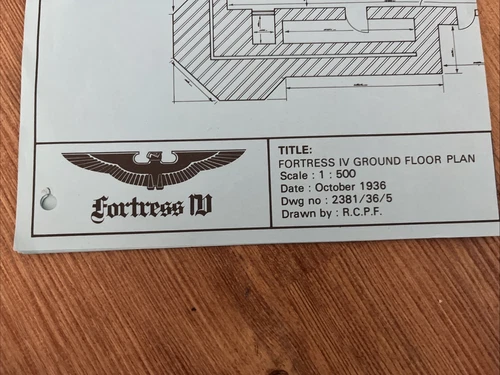 Fortress IV
TITLE:
FORTRESS IV GROUND FLOOR PLAN
Scale : 1 : 500
Date : October 1936
Dwg no : 2381/36/5
Drawn by : R.C.P.F.